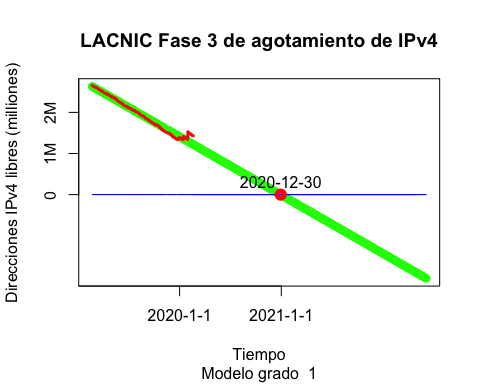 LACNIC Fase 3 de agotamiento de IPv4
Direcciones IPv4 libres (milliones)
2M
1M
0
2020-12-30
2020-1-1
2021-1-1
Tiempo
Modelo grado 1